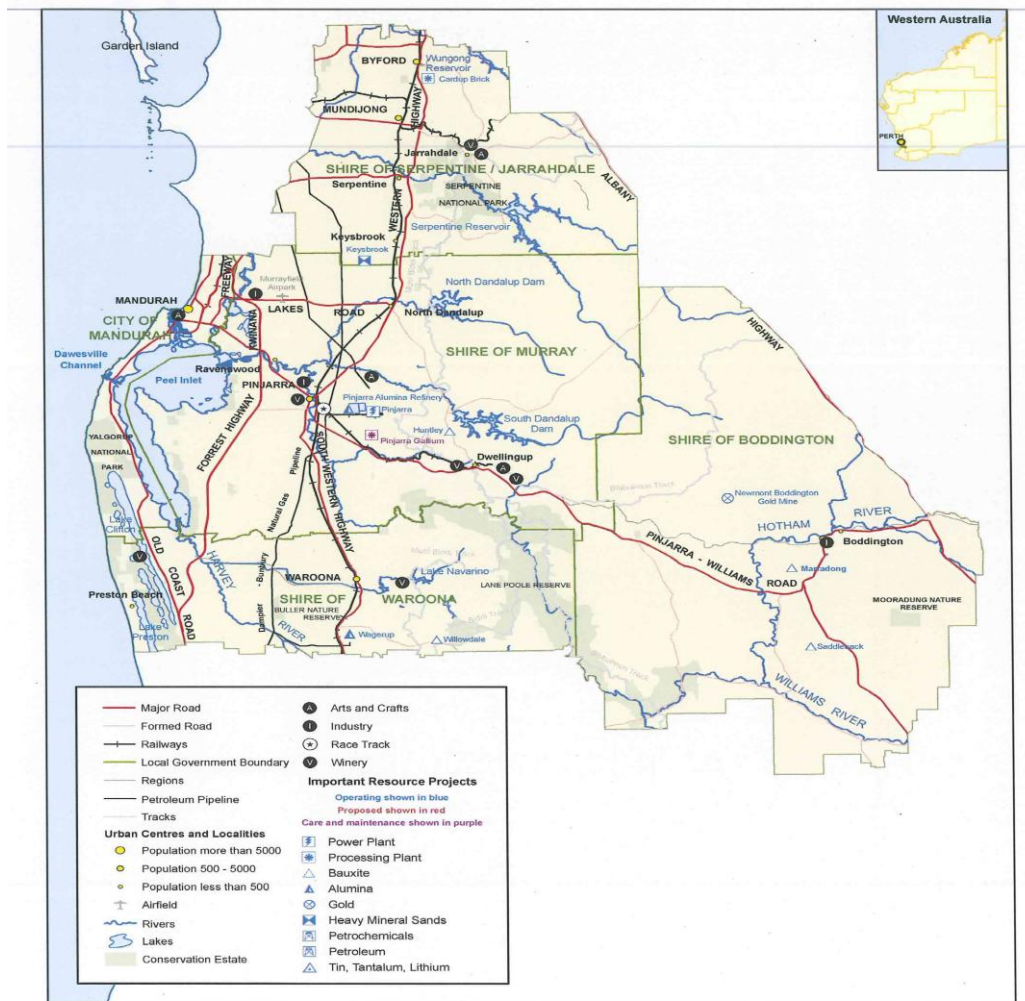 Western Australia
PERTH
Garden Island
BYFORD
Wungong
Reservoir
Cardup Brick
MUNDIJONG
HIGHWAY
Jarrahdale
SHIRE OF SERPENTINE / JARRAHDALE
ALBANY
Serpentine
SERPENTINE
NATIONAL PARK
WESTERN
Serpentine Reservoir
Keysbrook
Keysbrook
FREEWAY
Murrayfield
Airpark
North Dandalup Dam
MANDURAH
LAKES
ROAD
North Dandalup
CITY OF
MANDURAH
KWINANA
HIGHWAY
Dawesville
Channel
Ravenswood
SHIRE OF MURRAY
Peel Inlet
PINJARRA
Pinjarra Alumina Refinery
Pinjarra
South Dandalup
Dam
Huntley
Pinjarra Gallium
SHIRE OF BODDINGTON
YALGORUP
NATIONAL
PARK
FORREST HIGHWAY
SOUTH WESTERN HIGHWAY
Pipeline
Dwellingup
Bibbulmun Track
Newmont Boddington
Gold Mine
Natural Gas
HOTHAM
RIVER
Lake
Clifton
OLD
COAST
ROAD
PINJARRA - WILLIAMS
ROAD
Boddington
HARVEY
RIVER
- Bunbury
Dampier
WAROONA
Lake Navarino
LANE POOLE RESERVE
Marradong
Preston Beach
SHIRE OF
WAROONA
BULLER NATURE
RESERVE
MOORADUNG NATURE
RESERVE
Lake
Preston
Wagerup
Willowdale
Saddleback
WILLIAMS RIVER
Major Road
Formed Road
Railways
Local Government Boundary
Regions
Petroleum Pipeline
Tracks
Urban Centres and Localities
Population more than 5000
Population 500 - 5000
Population less than 500
Airfield
Rivers
Lakes
Conservation Estate
A Arts and Crafts
I Industry
Race Track
V Winery
Important Resource Projects
Operating shown in blue
Proposed shown in red
Care and maintenance shown in purple
Power Plant
Processing Plant
Bauxite
Alumina
Gold
Heavy Mineral Sands
Petrochemicals
Petroleum
Tin, Tantalum, Lithium